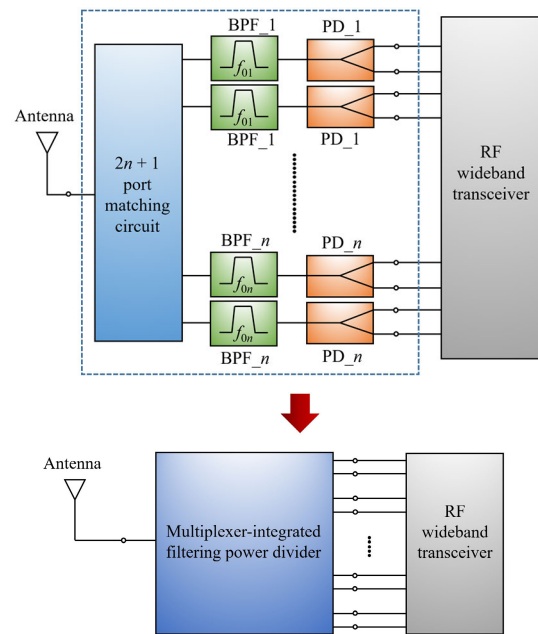 BPF_1
PD_1
f01
Antenna
f01
BPF_1
PD_1
2n + 1
port
matching
circuit
RF
wideband
transceiver
BPF_n
PD_n
f0n
f0n
BPF_n
PD_n
Antenna
Multiplexer-integrated
filtering power divider
RF
wideband
transceiver